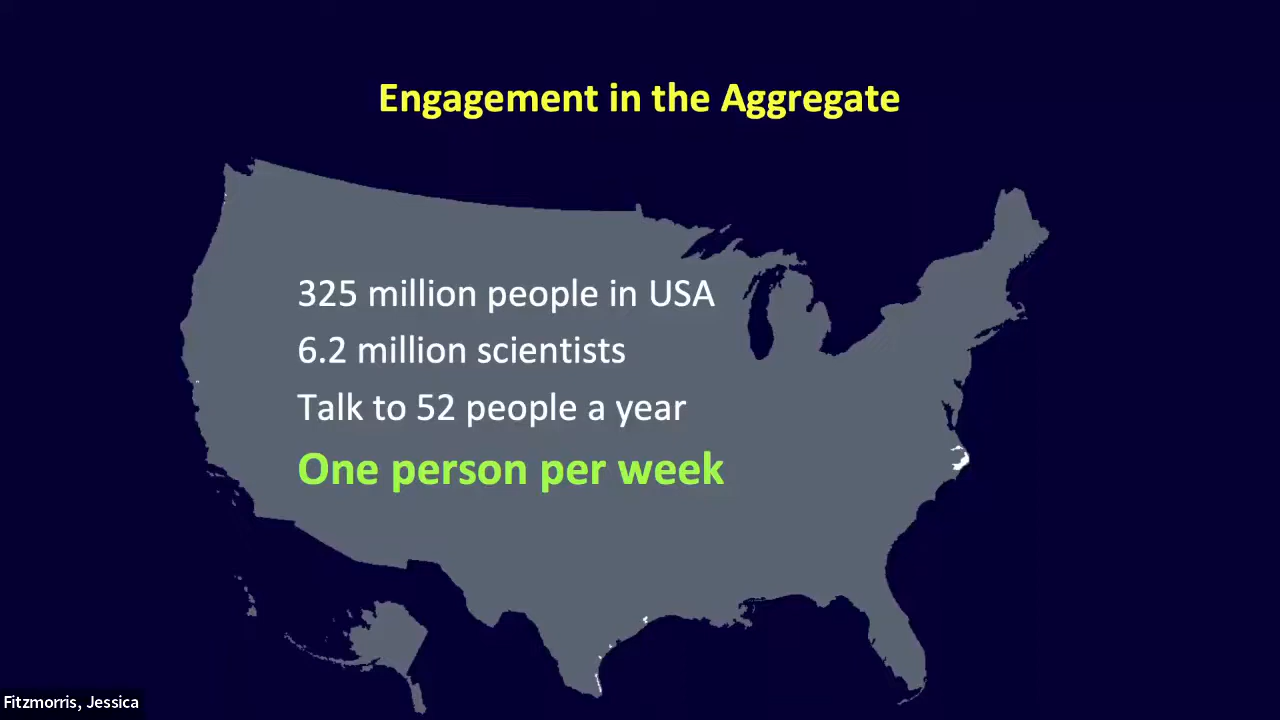 Engagement in the Aggregate
325 million people in USA
6.2 million scientists
Talk to 52 people a year
One person per week
Fitzmorris, Jessica